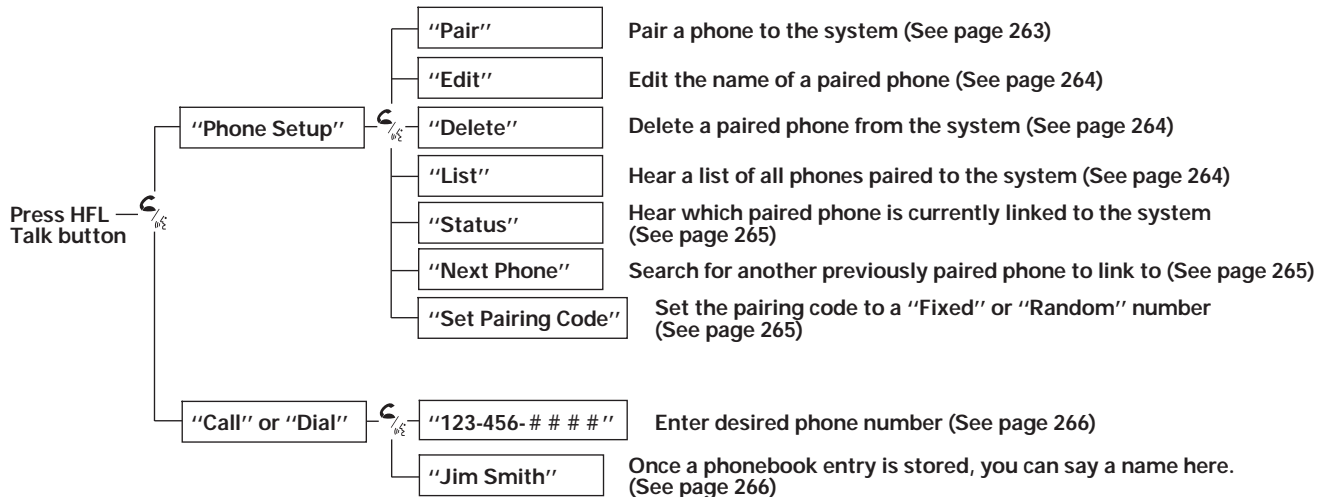 "Pair" Pair a phone to the system (See page 263)
"Edit" Edit the name of a paired phone (See page 264)
"Phone Setup" "Delete" Delete a paired phone from the system (See page 264)
"List" Hear a list of all phones paired to the system (See page 264)
Press HFL
Talk button
"Status" Hear which paired phone is currently linked to the system
(See page 265)
"Next Phone" Search for another previously paired phone to link to (See page 265)
"Set Pairing Code" Set the pairing code to a "Fixed" or "Random" number
(See page 265)
"Call" or "Dial" "123-456-####" Enter desired phone number (See page 266)
"Jim Smith" Once a phonebook entry is stored, you can say a name here.
(See page 266)